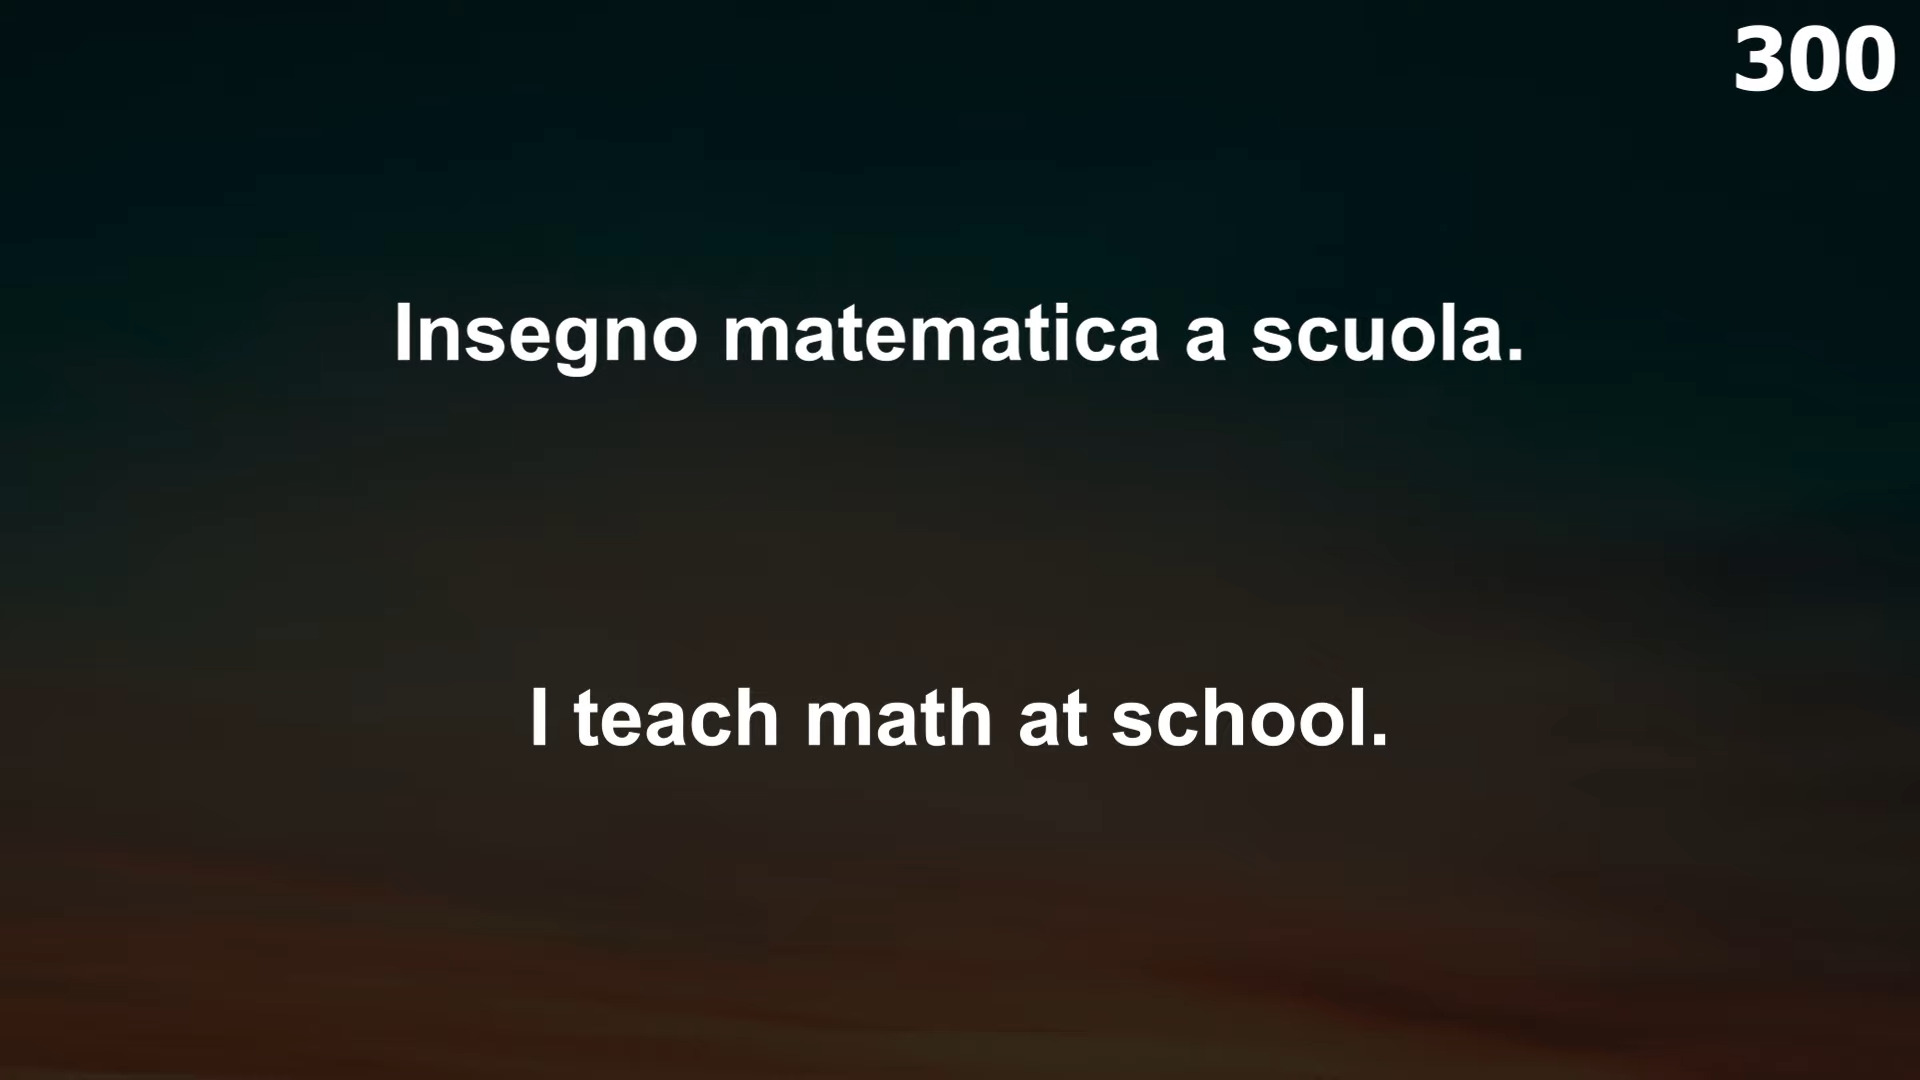 300
Insegno matematica a scuola.
I teach math at school.